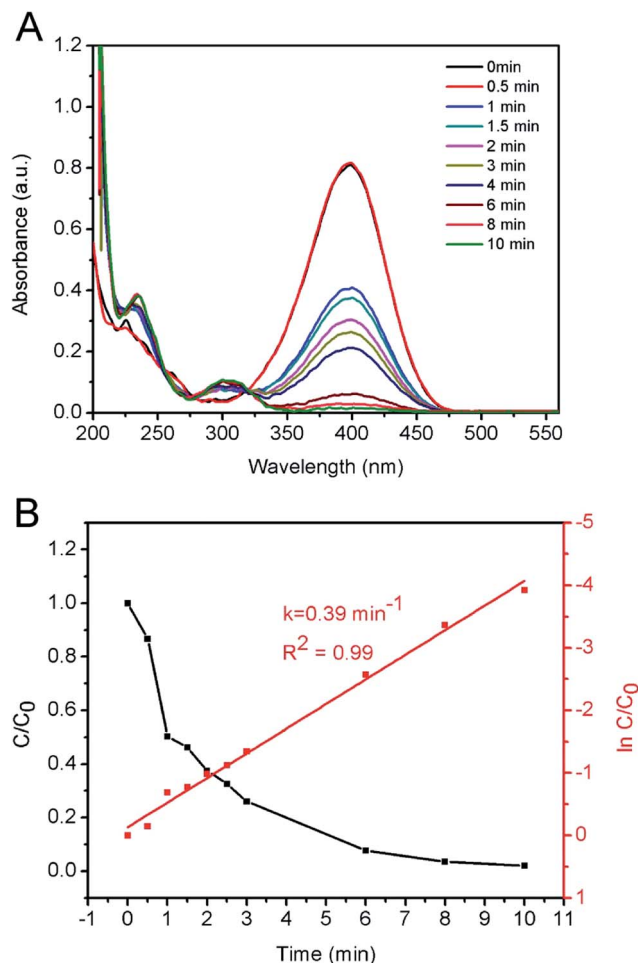 A
1.2
1.0
0.8
0.6
0.4
0.2
0.0
Absorbance (a.u.)
0min
0.5 min
1 min
1.5 min
2 min
3 min
4 min
6 min
8 min
10 min
200 250 300 350 400 450 500 550
Wavelength (nm)
B
1.2
1.0
0.8
0.6
0.4
0.2
0.0
C/C0
k=0.39 min-1
R2 = 0.99
-5
-4
-3
-2
-1
0
1
ln C/C0
-1 0 1 2 3 4 5 6 7 8 9 10 11
Time (min)